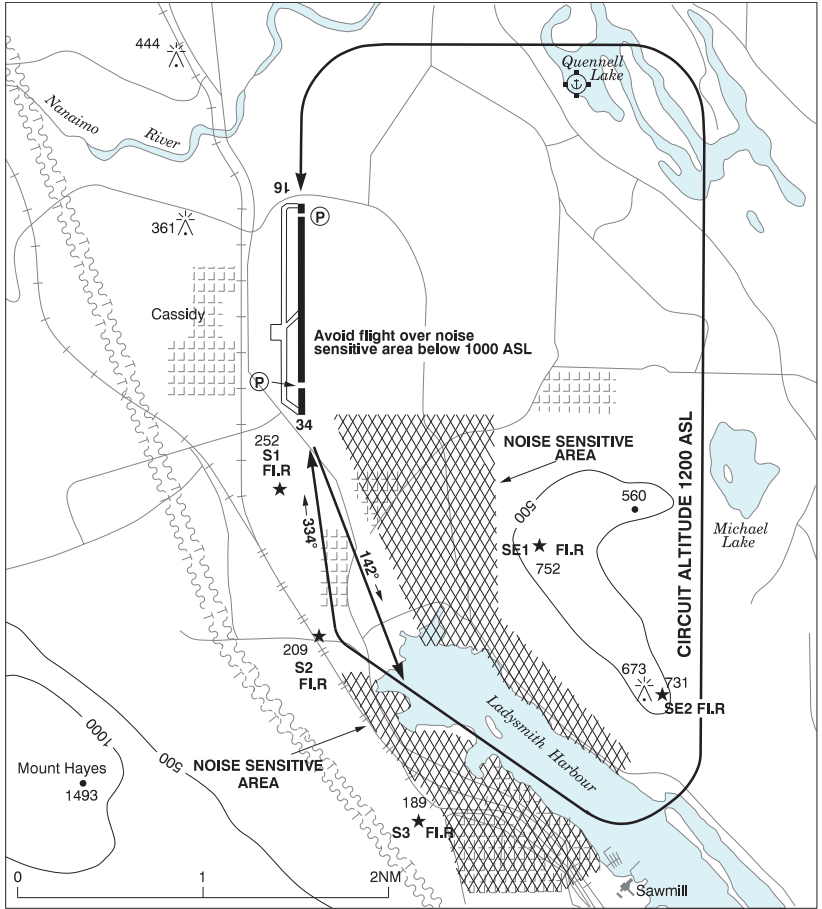 444
Quennell
Lake
Nanaimo
River
16
P
361
Cassidy
Avoid flight over noise
sensitive area below 1000 ASL
P
34
252
S1
Fl.R
NOISE SENSITIVE
AREA
500
560
CIRCUIT ALTITUDE 1200 ASL
Michael
Lake
334°
142°
SE1 Fl.R
752
209
S2
Fl.R
673
731
SE2 Fl.R
Ladysmith Harbour
1000
500
Mount Hayes
1493
NOISE SENSITIVE
AREA
189
S3 Fl.R
0 1 2NM
Sawmill